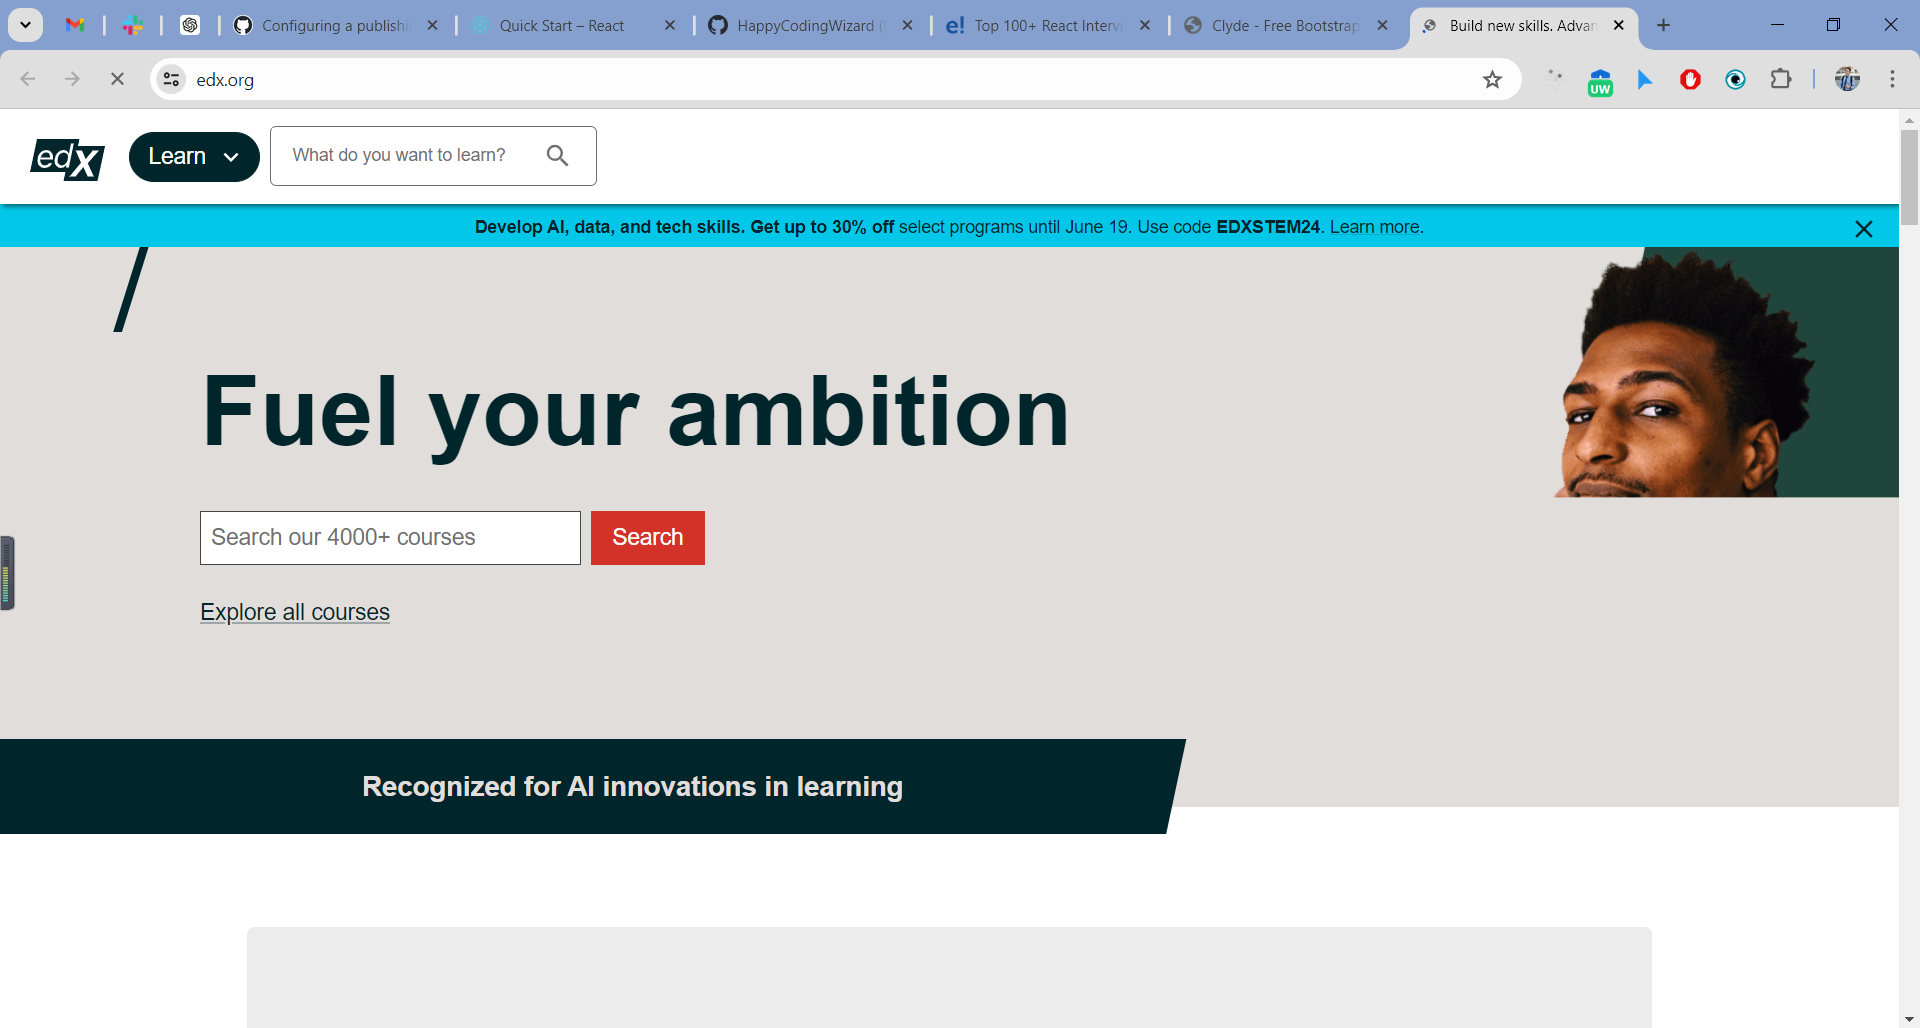 Configuring a publishi
Quick Start – React
HappyCodingWizard (
Top 100+ React Intervi
Clyde - Free Bootstrap
Build new skills. Advan
edx.org
UW
edX
Learn
What do you want to learn?
Develop AI, data, and tech skills. Get up to 30% off select programs until June 19. Use code EDXSTEM24. Learn more.
Fuel your ambition
Search our 4000+ courses
Search
Explore all courses
Recognized for AI innovations in learning